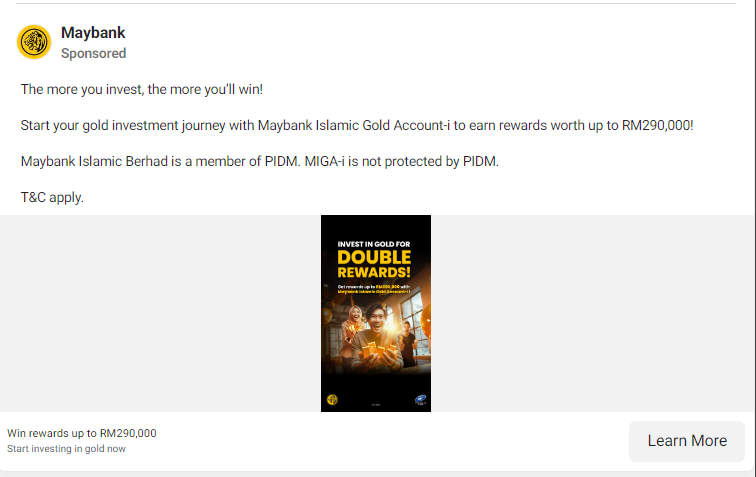 Maybank
Sponsored
The more you invest, the more you'll win!
Start your gold investment journey with Maybank Islamic Gold Account-i to earn rewards worth up to RM290,000!
Maybank Islamic Berhad is a member of PIDM. MIGA-i is not protected by PIDM.
T&C apply.
INVEST IN GOLD FOR
DOUBLE
REWARDS!
Get rewards up to RM290,000 with
Maybank Islamic Gold Account-i!
Win rewards up to RM290,000
Start investing in gold now
Learn More